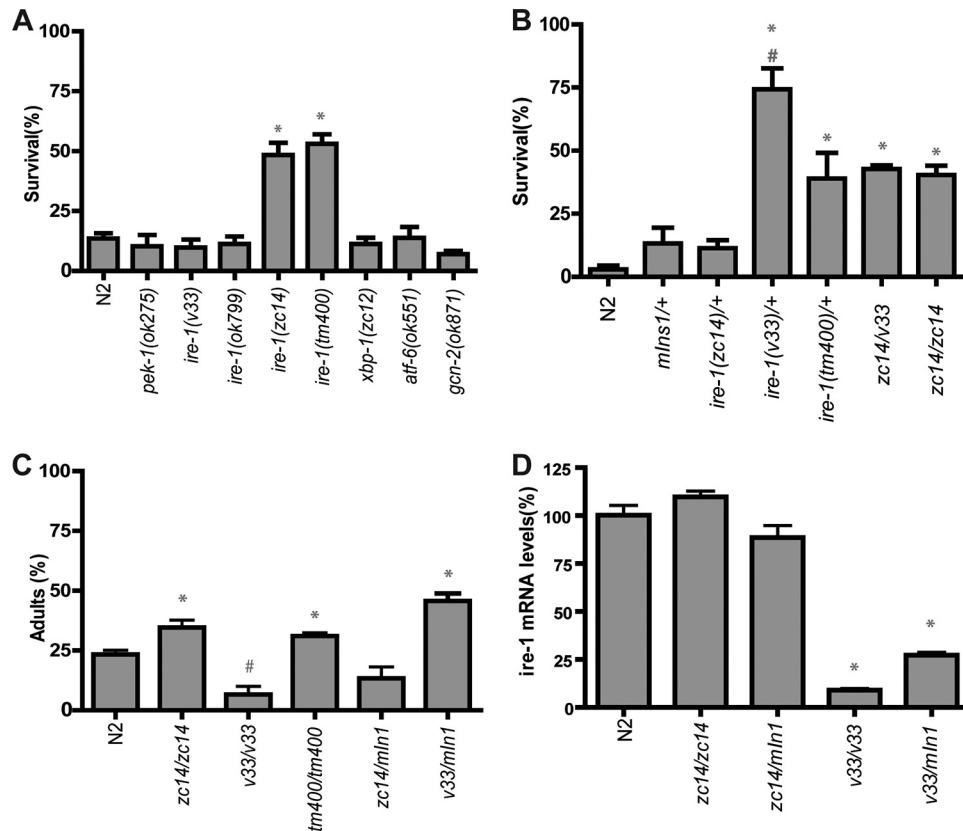 A
Survival(%)
100
75
50
25
0
*
*
N2
pek-1(ok275)
ire-1(v33)
ire-1(ok799)
ire-1(zc14)
ire-1(tm400)
xbp-1(zc12)
atf-6(ok551)
gcn-2(ok871)
B
Survival(%)
100
75
50
25
0
*
#
*
*
*
N2
mIns1/+
ire-1(zc14)/+
ire-1(v33)/+
ire-1(tm400)/+
zc14/v33
zc14/zc14
C
Adults (%)
100
75
50
25
0
*
#
*
*
N2
zc14/zc14
v33/v33
tm400/tm400
zc14/mIn1
v33/mIn1
D
ire-1 mRNA levels(%)
125
100
75
50
25
0
*
*
N2
zc14/zc14
zc14/mIn1
v33/v33
v33/mIn1